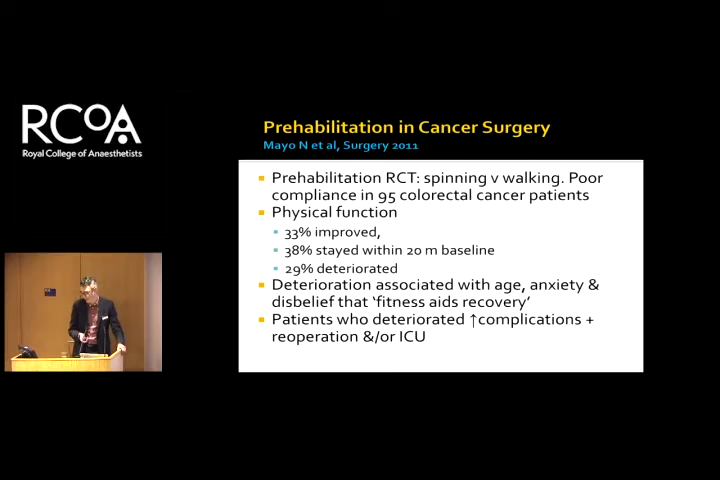 RCOA
Royal College of Anaesthetists
Prehabilitation in Cancer Surgery
Mayo N et al, Surgery 2011
Prehabilitation RCT: spinning v walking. Poor
compliance in 95 colorectal cancer patients
Physical function
33% improved,
38% stayed within 20 m baseline
29% deteriorated
Deterioration associated with age, anxiety &
disbelief that ‘fitness aids recovery’
Patients who deteriorated ↑complications +
reoperation &/or ICU